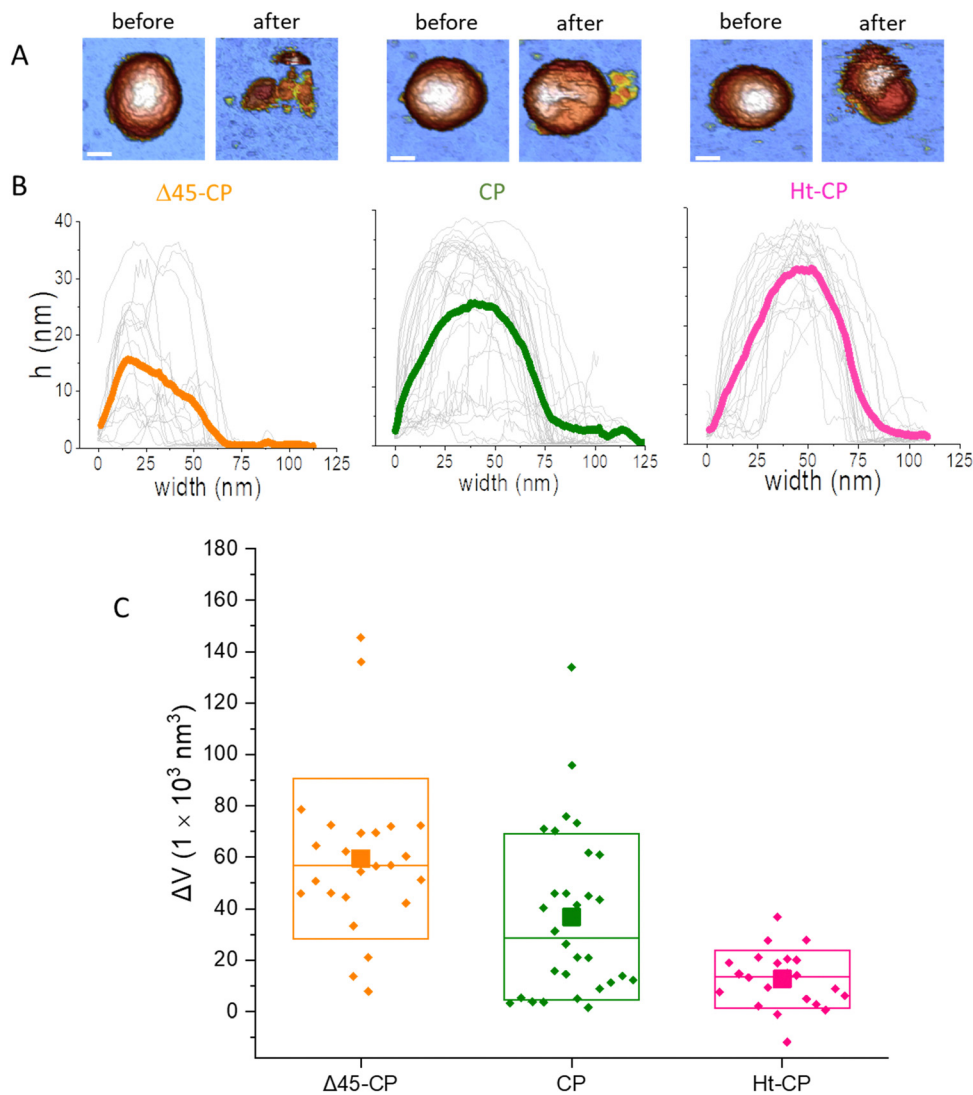 before after before after before after
A
B
Δ45-CP CP Ht-CP
40
30
20
10
0
h (nm)
0 25 50 75 100 125 0 25 50 75 100 125 0 25 50 75 100 125
width (nm) width (nm) width (nm)
C
180
160
140
120
100
80
60
40
20
0
ΔV (1 × 10³ nm³)
Δ45-CP CP Ht-CP